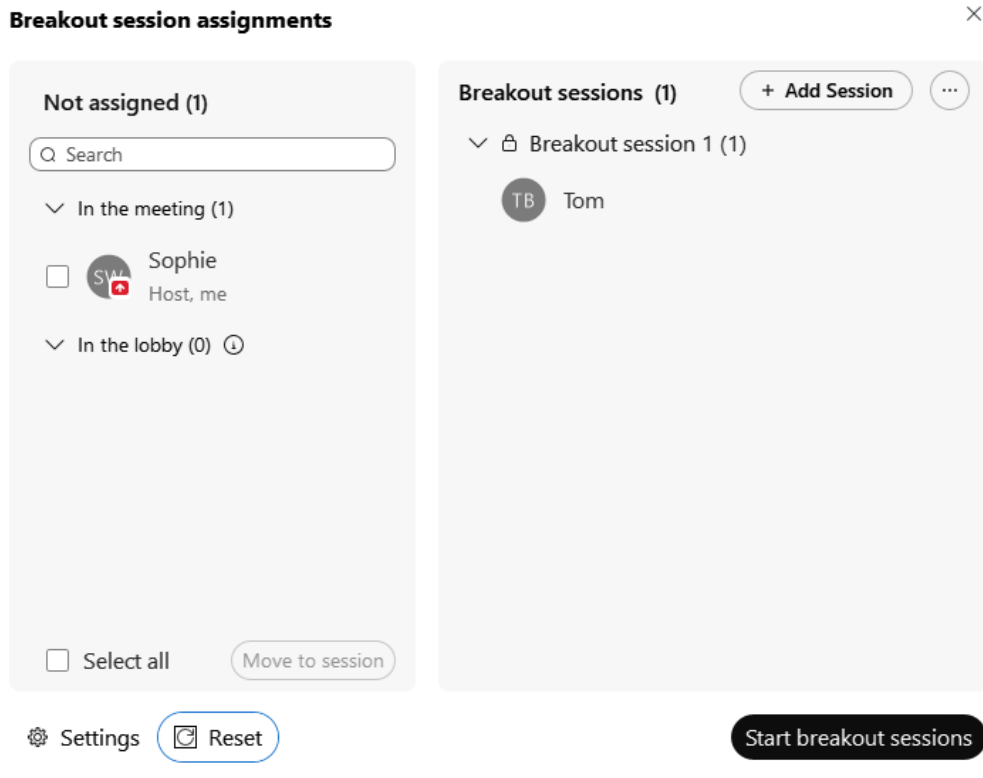 Breakout session assignments
Not assigned (1)
Search
In the meeting (1)
SW
Sophie
Host, me
In the lobby (0)
Select all
Move to session
Breakout sessions (1)
+ Add Session
...
Breakout session 1 (1)
TB
Tom
Settings
Reset
Start breakout sessions